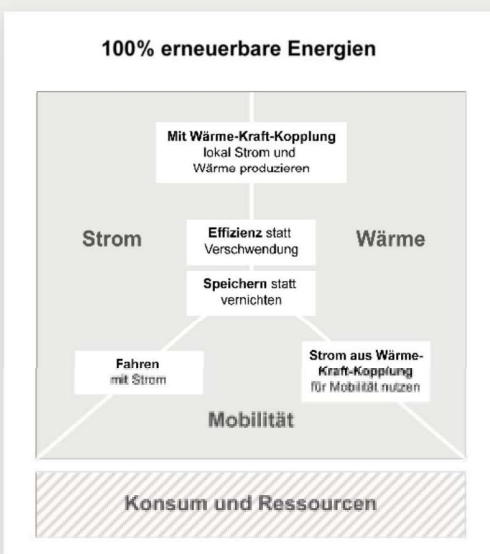 100% erneuerbare Energien
Mit Wärme-Kraft-Kopplung
lokal Strom und
Wärme produzieren
Strom
Effizienz statt
Verschwendung
Wärme
Speichern statt
vernichten
Fahren
mit Strom
Strom aus Wärme-
Kraft-Kopplung
für Mobilität nutzen
Mobilität
Konsum und Ressourcen